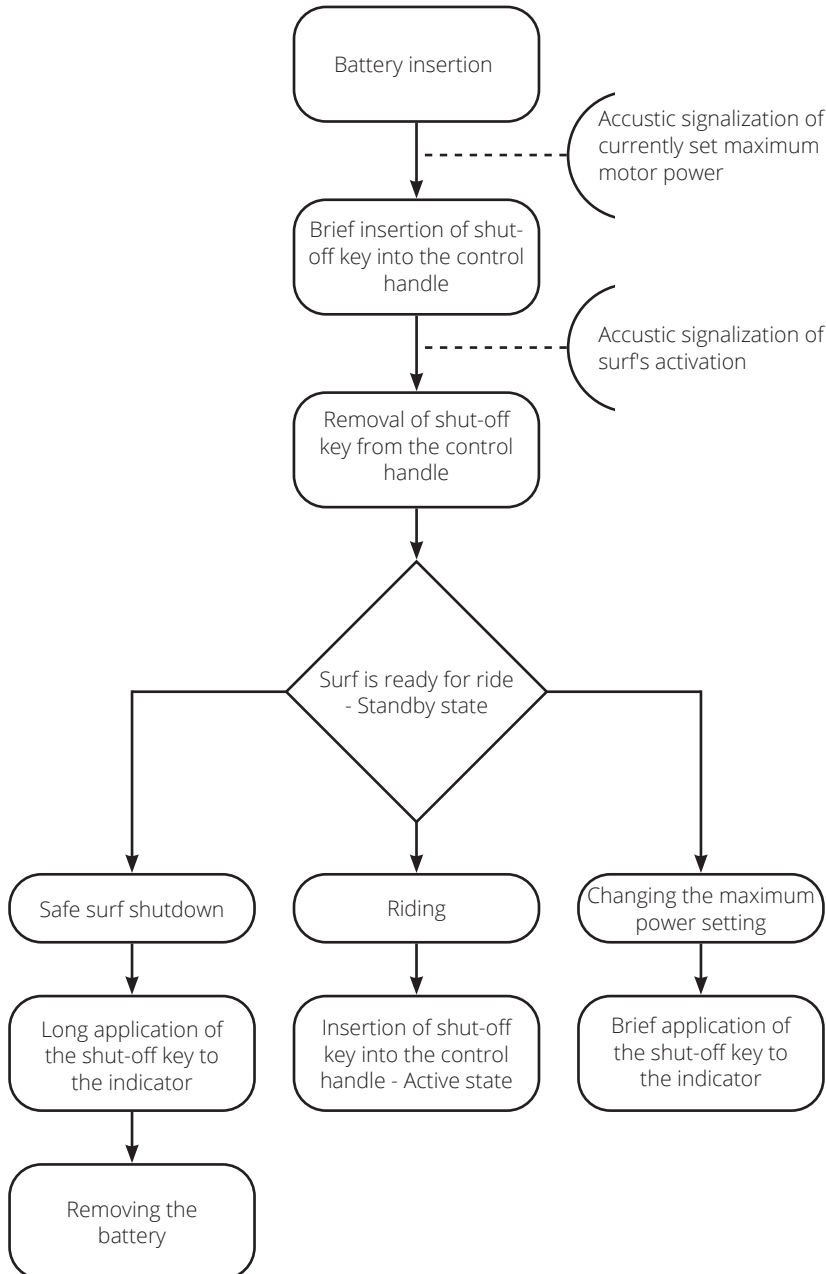 Battery insertion
Accustic signalization of
currently set maximum
motor power
Brief insertion of shut-
off key into the control
handle
Accustic signalization of
surf's activation
Removal of shut-off
key from the control
handle
Surf is ready for ride
- Standby state
Safe surf shutdown
Riding
Changing the maximum
power setting
Long application of
the shut-off key to
the indicator
Insertion of shut-off
key into the control
handle - Active state
Brief application of
the shut-off key to
the indicator
Removing the
battery